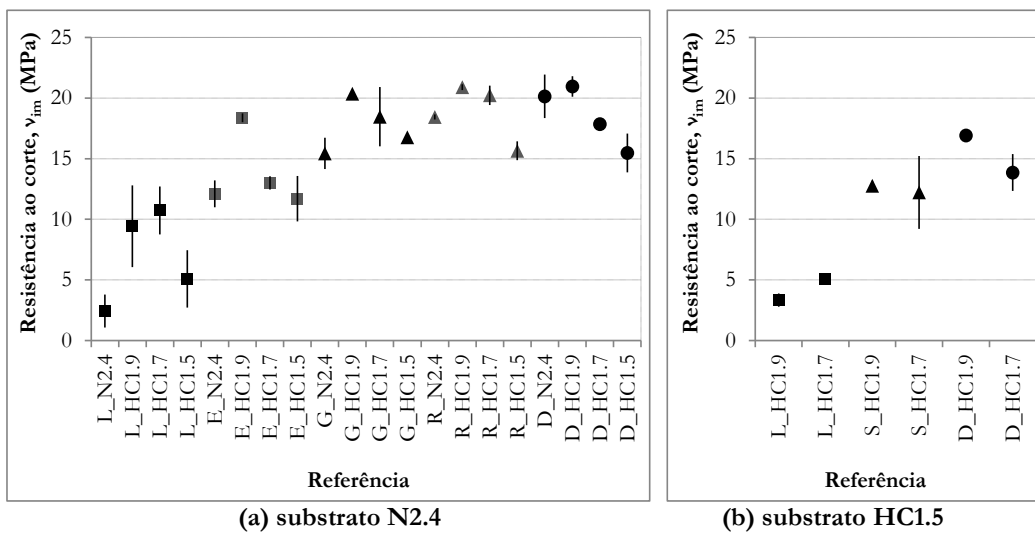 25
20
15
10
5
0
Resistência ao corte, νim (MPa)
L_N2.4
L_HC1.9
L_HC1.7
L_HC1.5
E_N2.4
E_HC1.9
E_HC1.7
E_HC1.5
G_N2.4
G_HC1.9
G_HC1.7
G_HC1.5
R_N2.4
R_HC1.9
R_HC1.7
R_HC1.5
D_N2.4
D_HC1.9
D_HC1.7
D_HC1.5
Referência
(a) substrato N2.4
25
20
15
10
5
0
Resistência ao corte, νim (MPa)
L_HC1.9
L_HC1.7
S_HC1.9
S_HC1.7
D_HC1.9
D_HC1.7
Referência
(b) substrato HC1.5